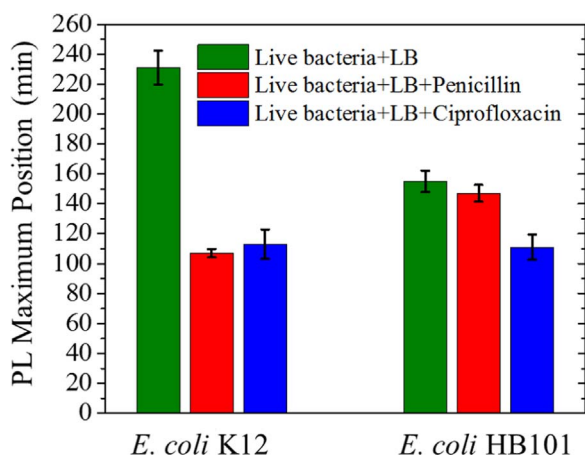 PL Maximum Position (min)
260
240
220
200
180
160
140
120
100
80
60
40
20
0
Live bacteria+LB
Live bacteria+LB+Penicillin
Live bacteria+LB+Ciprofloxacin
E. coli K12
E. coli HB101